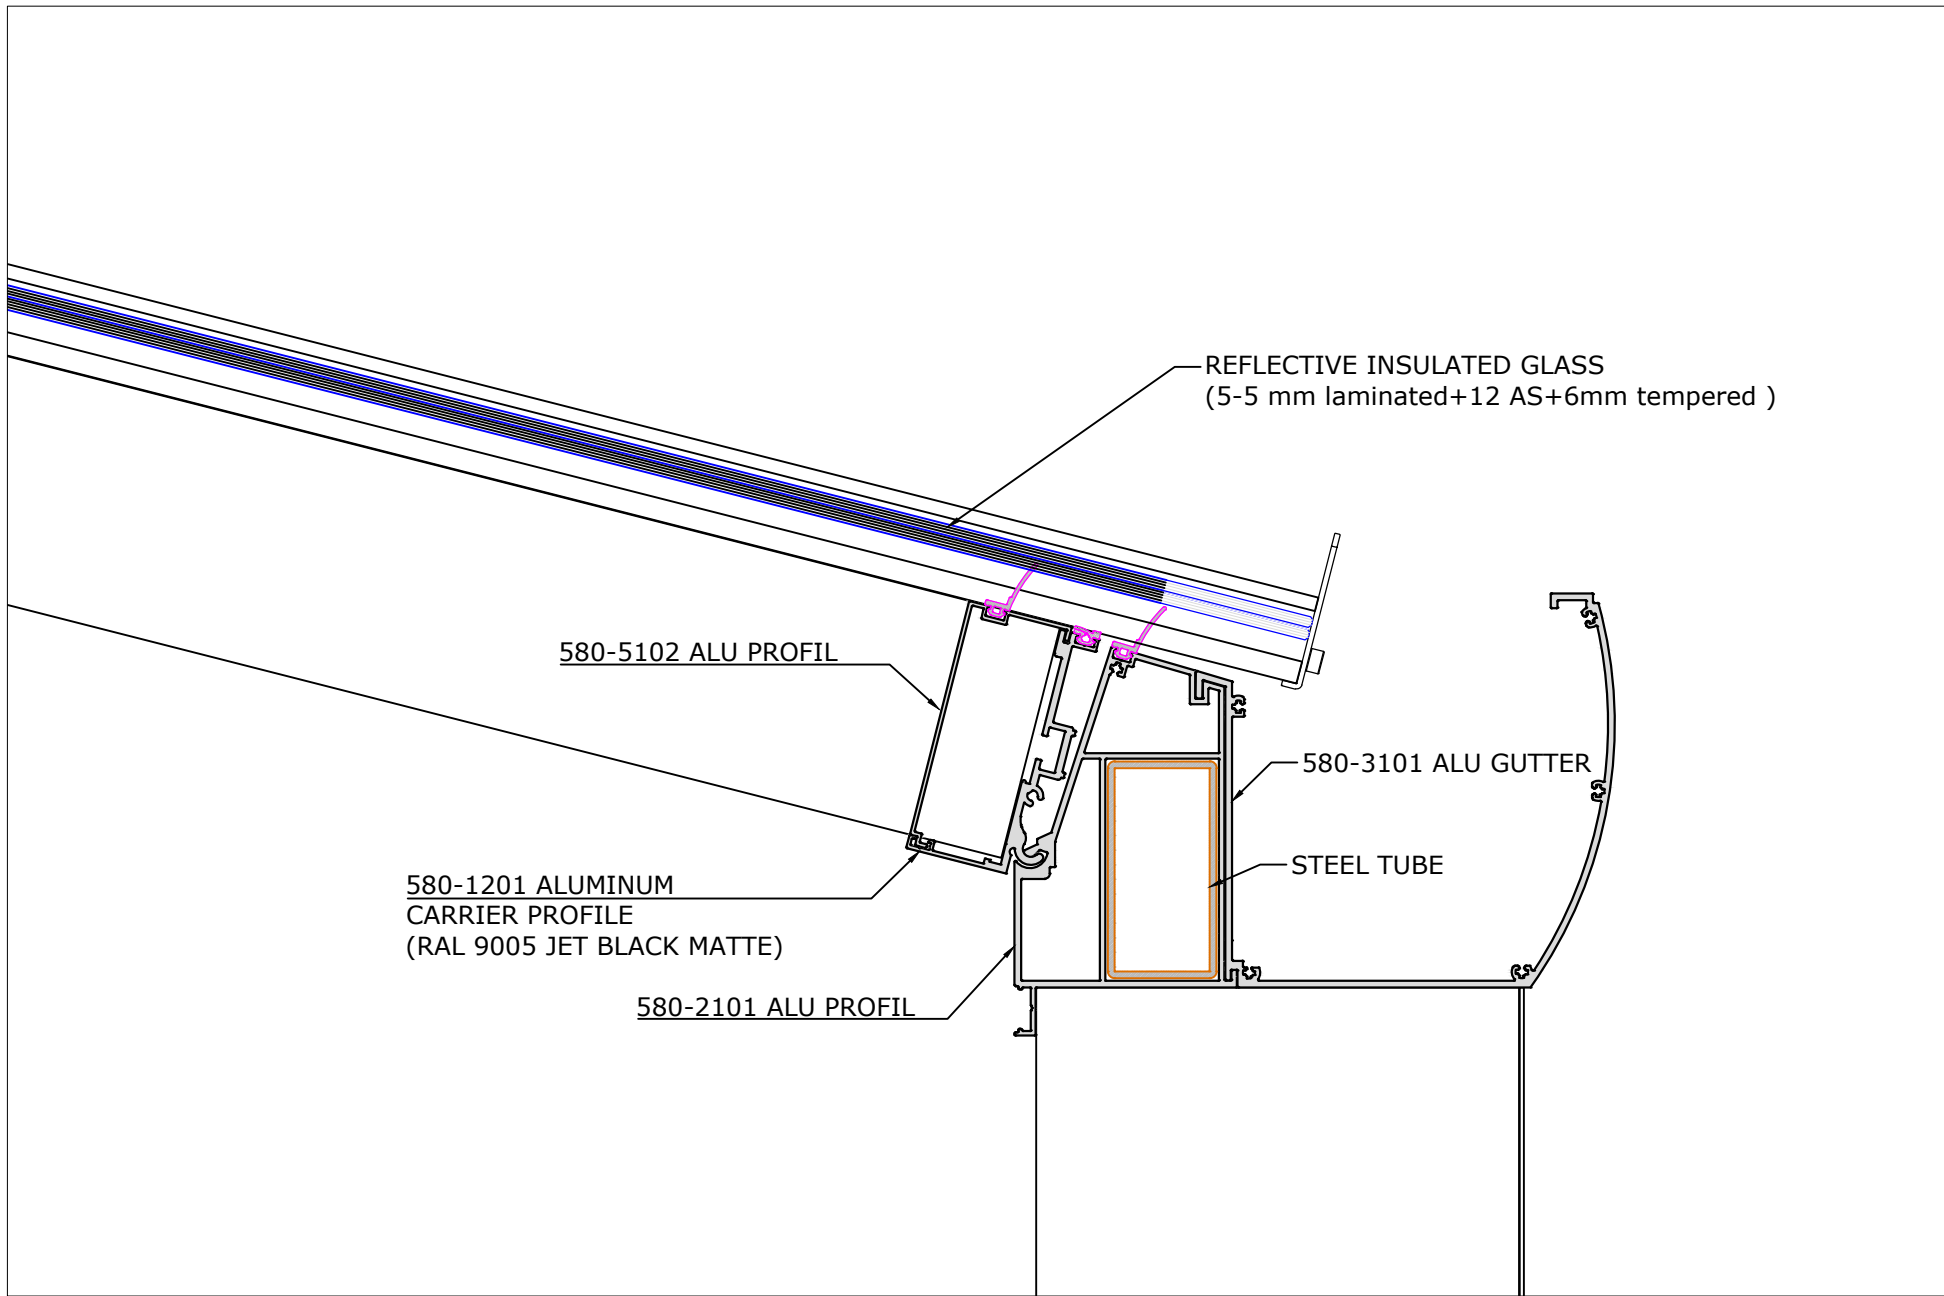 REFLECTIVE INSULATED GLASS
(5-5 mm laminated+12 AS+6mm tempered )
580-5102 ALU PROFIL
580-3101 ALU GUTTER
STEEL TUBE
580-1201 ALUMINUM
CARRIER PROFILE
(RAL 9005 JET BLACK MATTE)
580-2101 ALU PROFIL